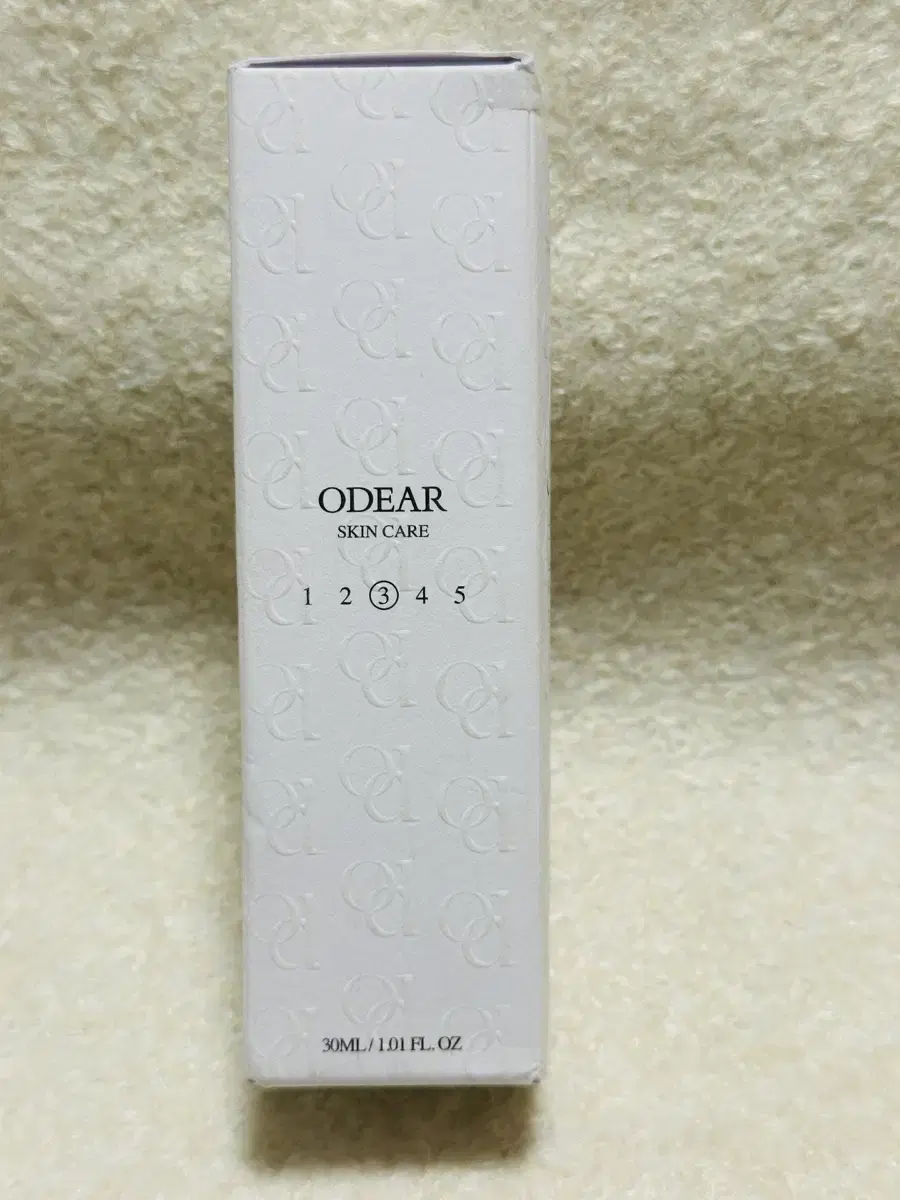 ODEAR
SKIN CARE
1 2 3 4 5
30ML / 1.01 FL. OZ